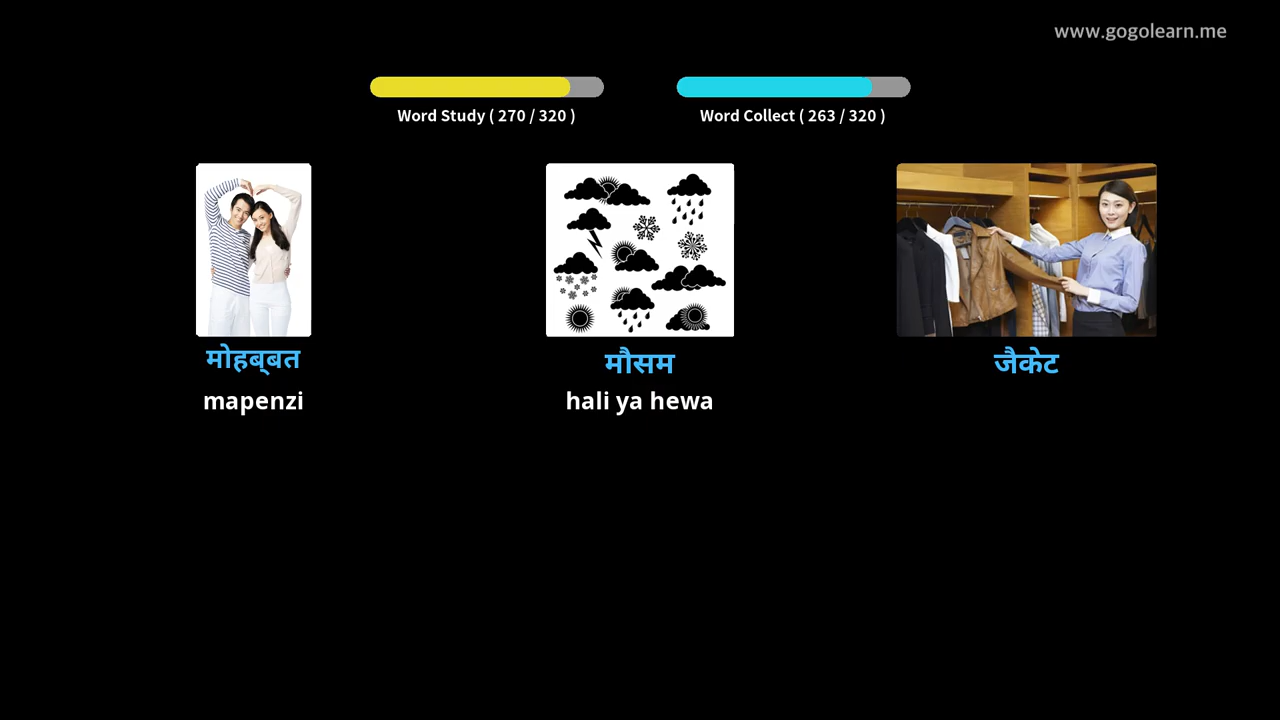 www.gogolearn.me
Word Study ( 270 / 320 )
Word Collect ( 263 / 320 )
मोहब्बत
मौसम
जैकेट
mapenzi
hali ya hewa